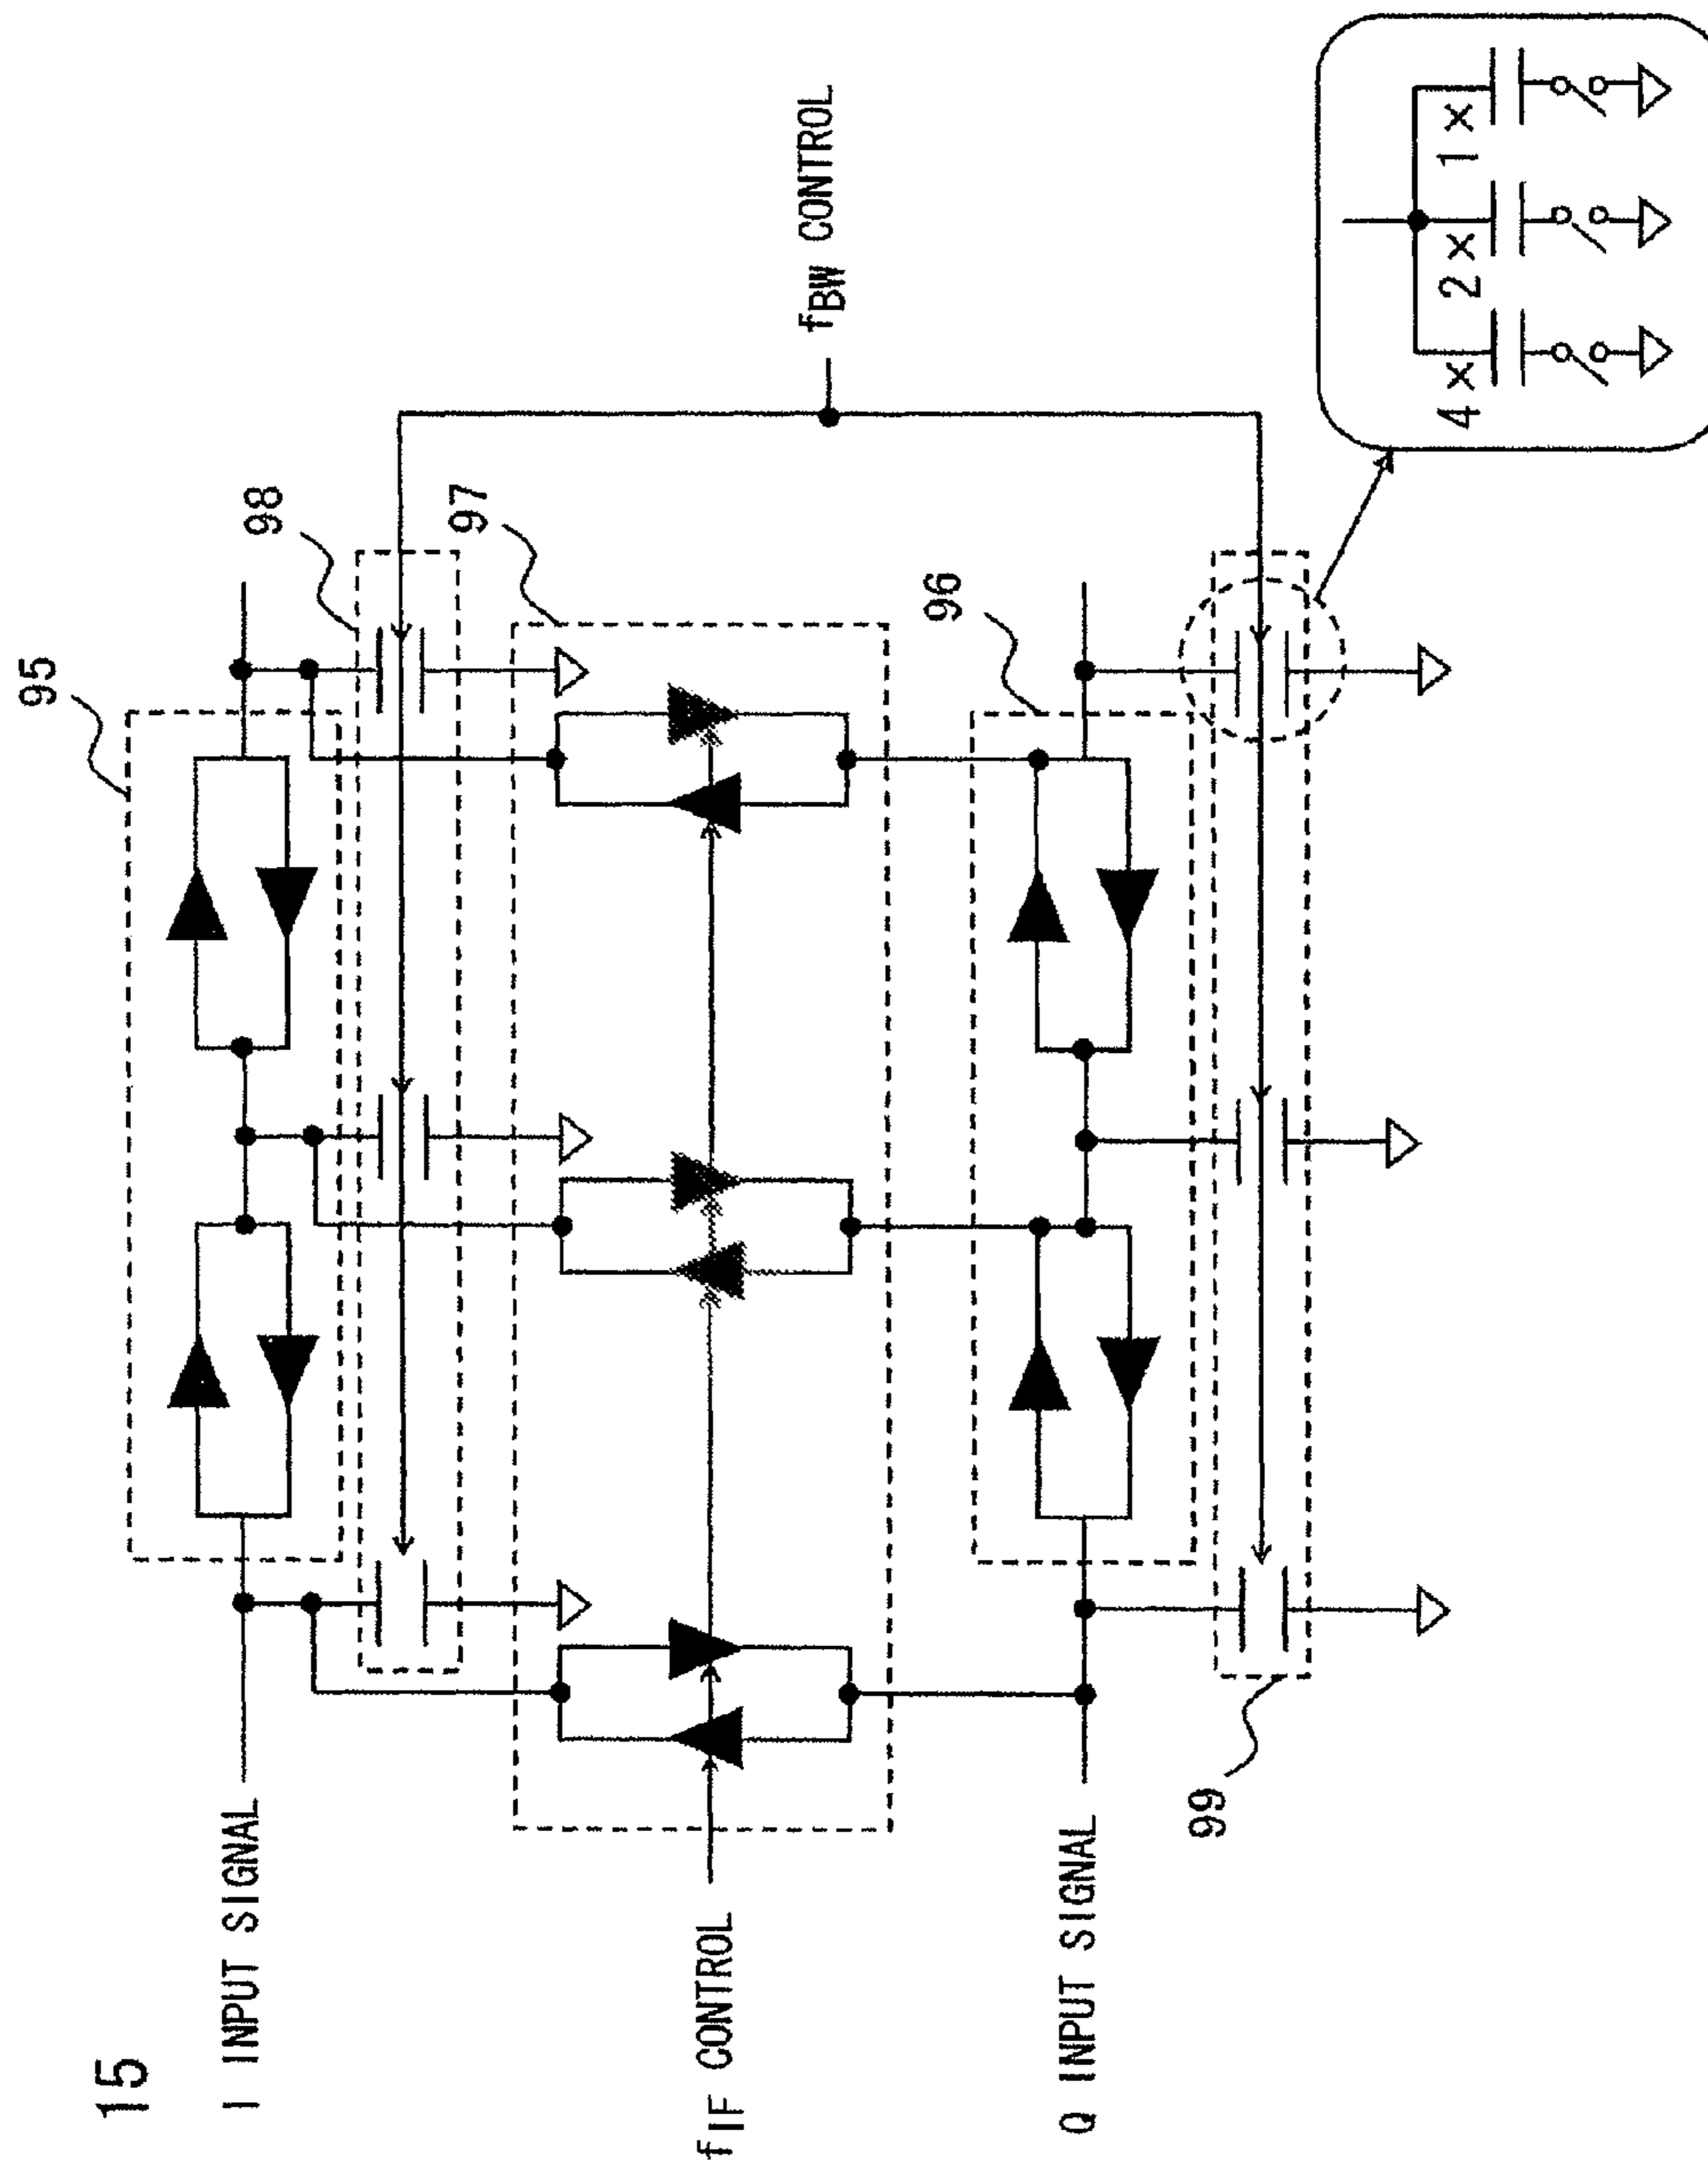 15
95
98
97
96
99
I INPUT SIGNAL
fIF CONTROL
Q INPUT SIGNAL
fBW CONTROL
4×
2×
1×